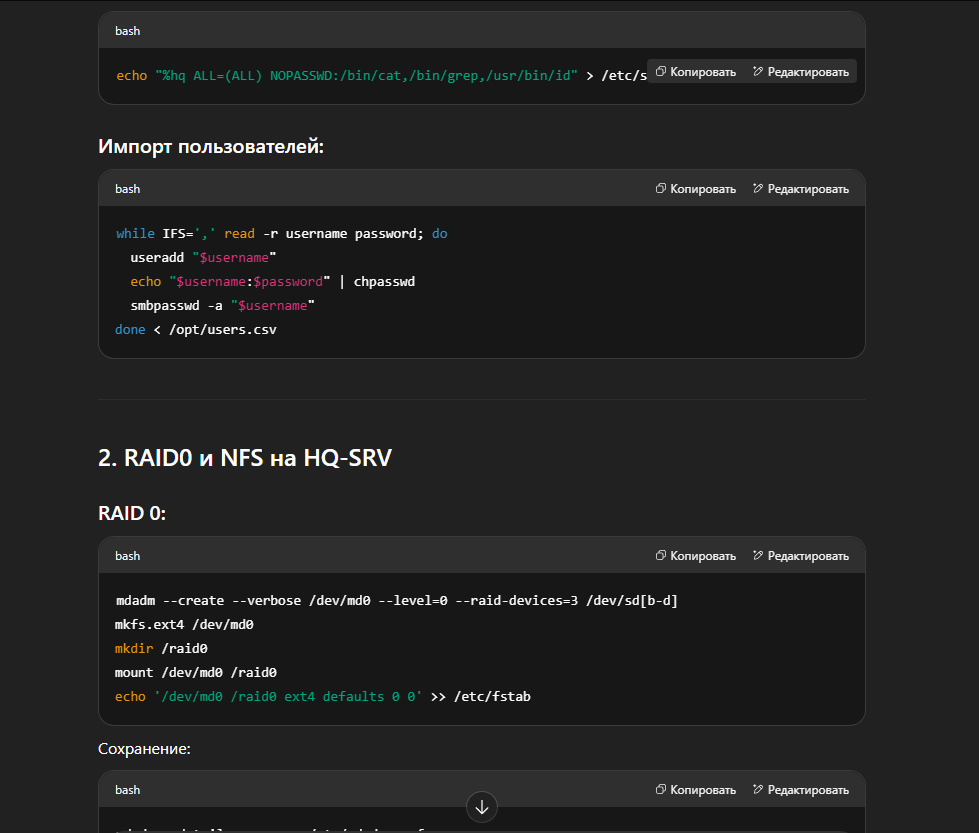 bash
echo "%hq ALL=(ALL) NOPASSWD:/bin/cat,/bin/grep,/usr/bin/id" > /etc/s
Копировать Редактировать
Импорт пользователей:
bash Копировать Редактировать
while IFS=',' read -r username password; do
useradd "$username"
echo "$username:$password" | chpasswd
smbpasswd -a "$username"
done < /opt/users.csv
2. RAID0 и NFS на HQ-SRV
RAID 0:
bash Копировать Редактировать
mdadm --create --verbose /dev/md0 --level=0 --raid-devices=3 /dev/sd[b-d]
mkfs.ext4 /dev/md0
mkdir /raid0
mount /dev/md0 /raid0
echo '/dev/md0 /raid0 ext4 defaults 0 0' >> /etc/fstab
Сохранение:
bash Копировать Редактировать